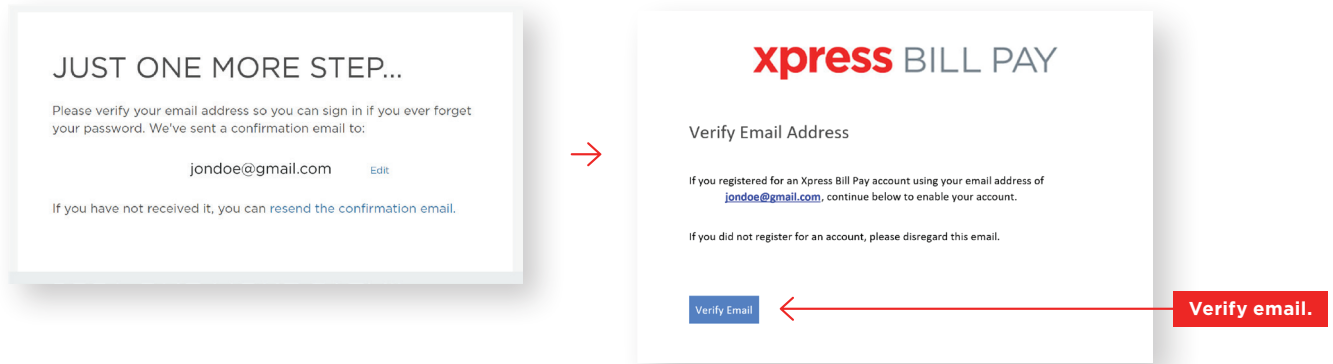 JUST ONE MORE STEP...
Please verify your email address so you can sign in if you ever forget
your password. We've sent a confirmation email to:
jondoe@gmail.com Edit
If you have not received it, you can resend the confirmation email.
xpress BILL PAY
Verify Email Address
If you registered for an Xpress Bill Pay account using your email address of
jondoe@gmail.com, continue below to enable your account.
If you did not register for an account, please disregard this email.
Verify Email
Verify email.